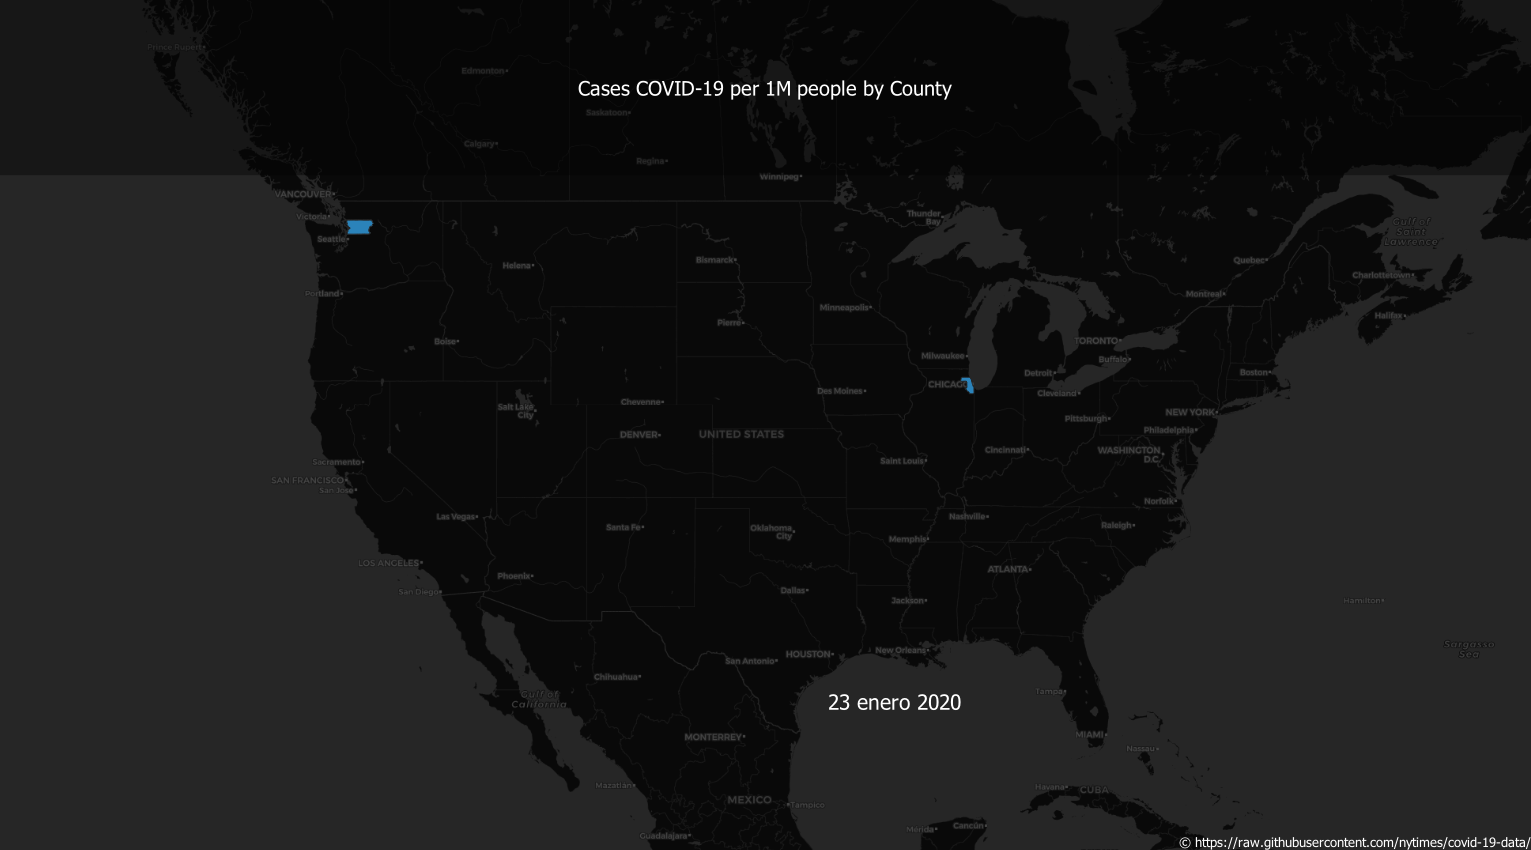 Prince Rupert
Edmonton
Cases COVID-19 per 1M people by County
Saskatoon
Calgary
Regina
Winnipeg
VANCOUVER
Victoria
Thunder
Bay
Gulf of
Saint
Lawrence
Seattle
Helena
Bismarck
Quebec
Charlottetown
Portland
Montreal
Minneapolis
Halifax
Pierre
Boise
TORONTO
Milwaukee
Buffalo
Detroit
Boston
CHICAGO
Des Moines
Cleveland
Cheyenne
Salt Lake
City
NEW YORK
Pittsburgh
Philadelphia
DENVER
UNITED STATES
Cincinnati
WASHINGTON
D.C.
Sacramento
Saint Louis
SAN FRANCISCO
San Jose
Norfolk
Las Vegas
Nashville
Santa Fe
Oklahoma
City
Raleigh
Memphis
LOS ANGELES
ATLANTA
Phoenix
San Diego
Dallas
Jackson
Hamilton
Sargasso
Sea
New Orleans
HOUSTON
San Antonio
Chihuahua
Tampa
Gulf of
California
23 enero 2020
MIAMI
MONTERREY
Nassau
Mazatlán
Havana
CUBA
MEXICO
Tampico
Mérida
Cancún
Guadalajara
© https://raw.githubusercontent.com/nytimes/covid-19-data/